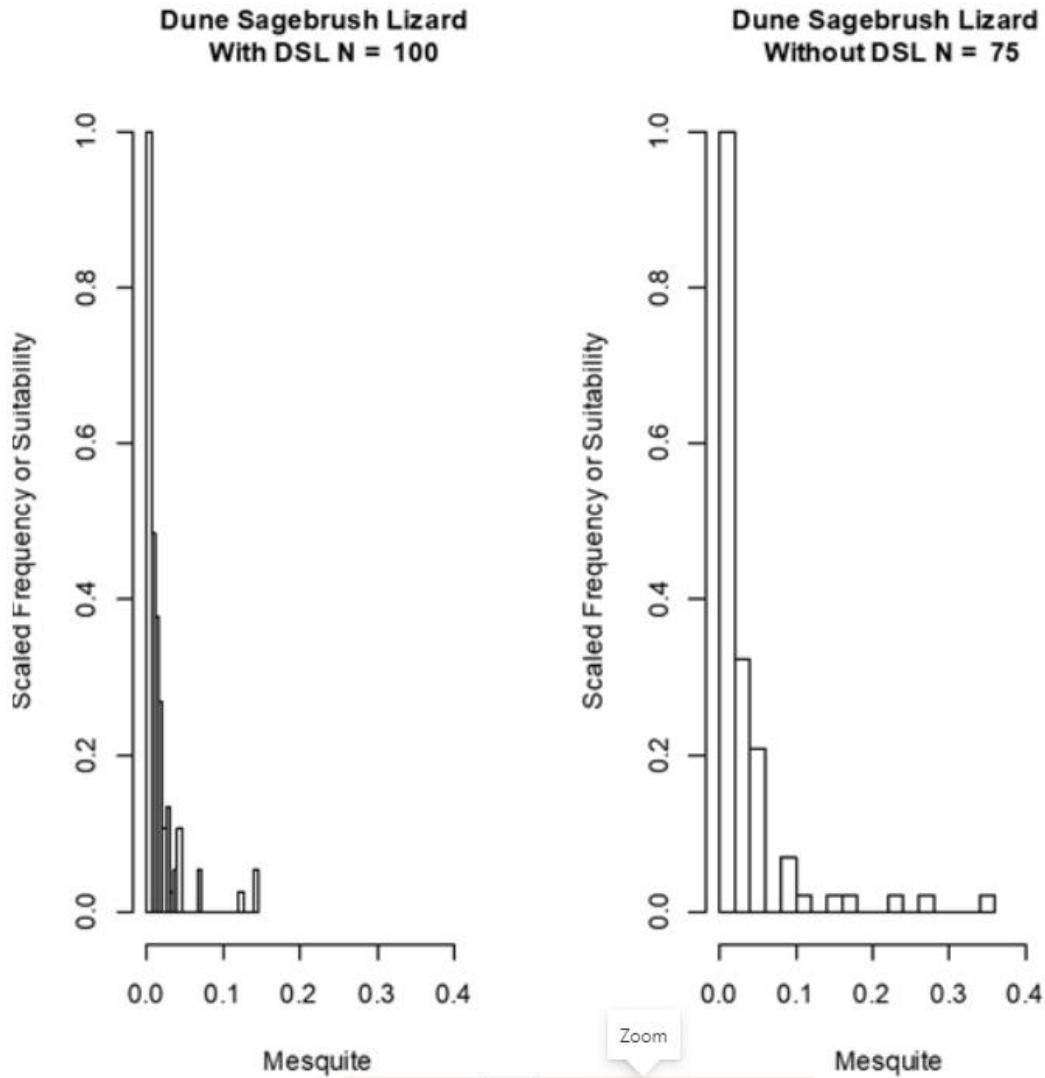 Dune Sagebrush Lizard
With DSL N = 100
Scaled Frequency or Suitability
1.0
0.8
0.6
0.4
0.2
0.0
0.0 0.1 0.2 0.3 0.4
Mesquite
Dune Sagebrush Lizard
Without DSL N = 75
Scaled Frequency or Suitability
1.0
0.8
0.6
0.4
0.2
0.0
0.0 0.1 0.2 0.3 0.4
Mesquite
Zoom